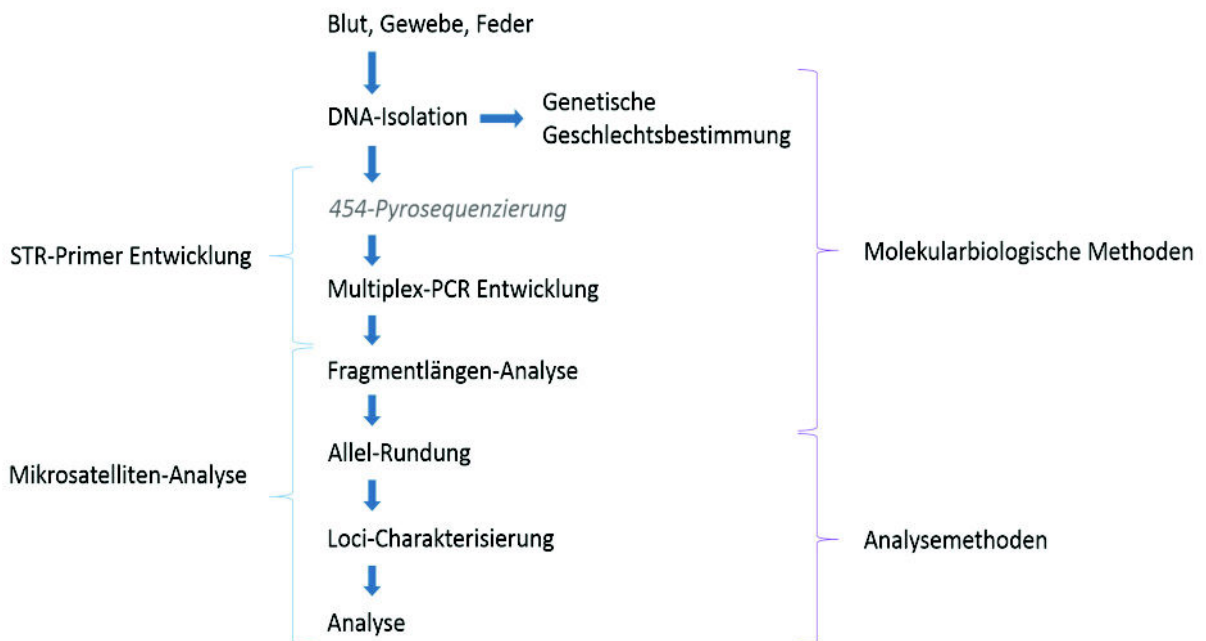 Blut, Gewebe, Feder
DNA-Isolation
Genetische
Geschlechtsbestimmung
454-Pyrosequenzierung
STR-Primer Entwicklung
Molekularbiologische Methoden
Multiplex-PCR Entwicklung
Fragmentlängen-Analyse
Allel-Rundung
Mikrosatelliten-Analyse
Loci-Charakterisierung
Analysemethoden
Analyse